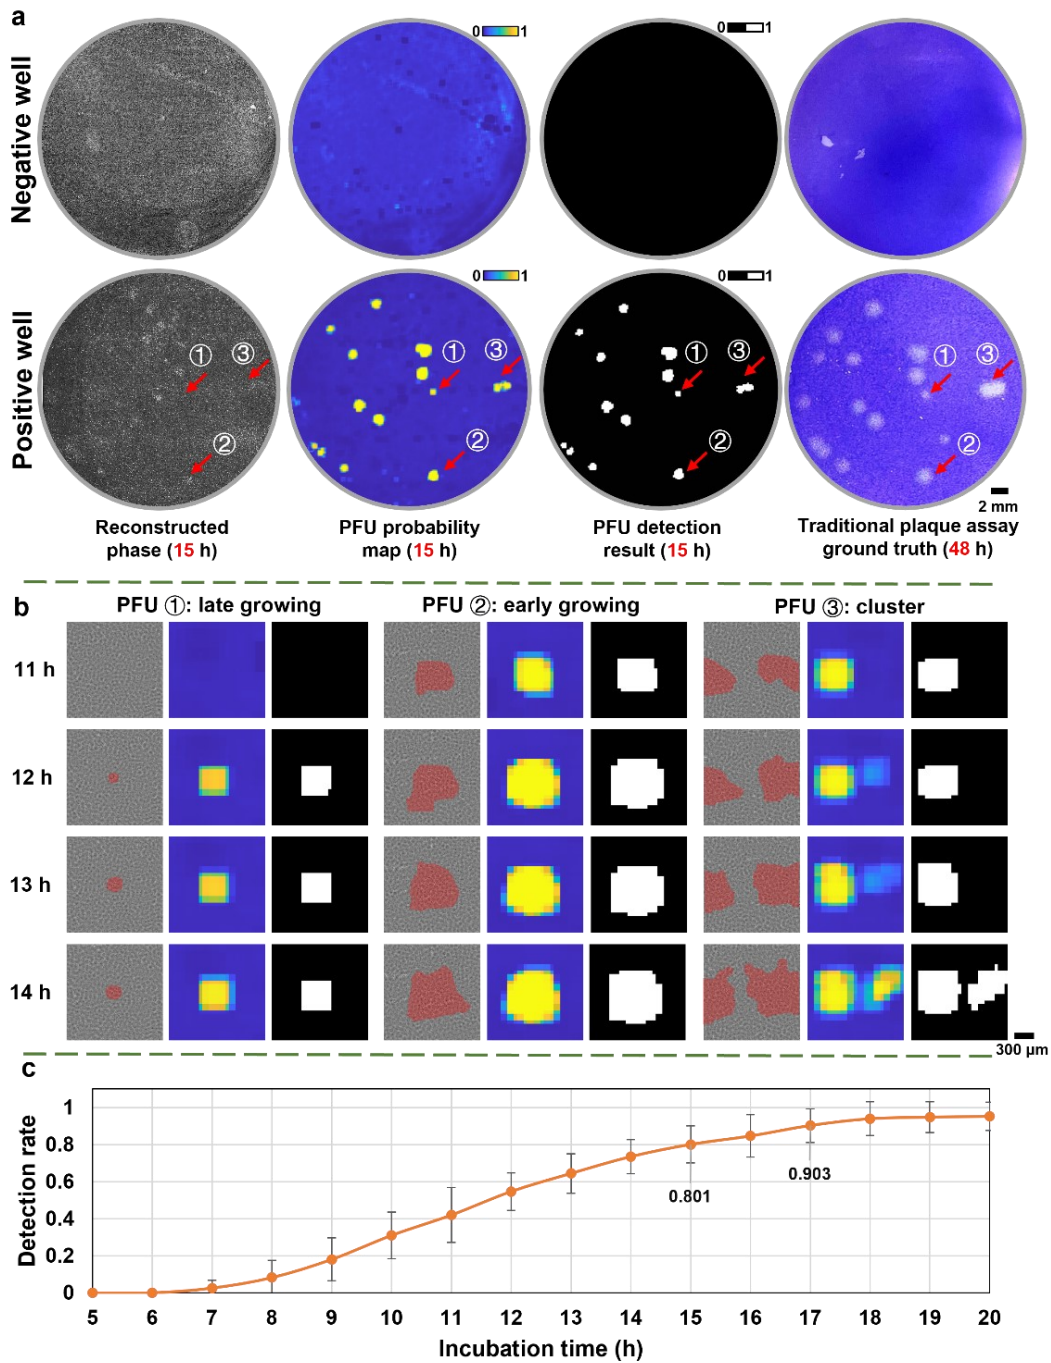 a
Negative well
0 1
0 1
Positive well
0 1
0 1
① ③
②
① ③
②
① ③
②
① ③
②
2 mm
Reconstructed
phase (15 h)
PFU probability
map (15 h)
PFU detection
result (15 h)
Traditional plaque assay
ground truth (48 h)
b
PFU ①: late growing
PFU ②: early growing
PFU ③: cluster
11 h
12 h
13 h
14 h
300 µm
c
Detection rate
1
0.8
0.6
0.4
0.2
0
0.801
0.903
5 6 7 8 9 10 11 12 13 14 15 16 17 18 19 20
Incubation time (h)